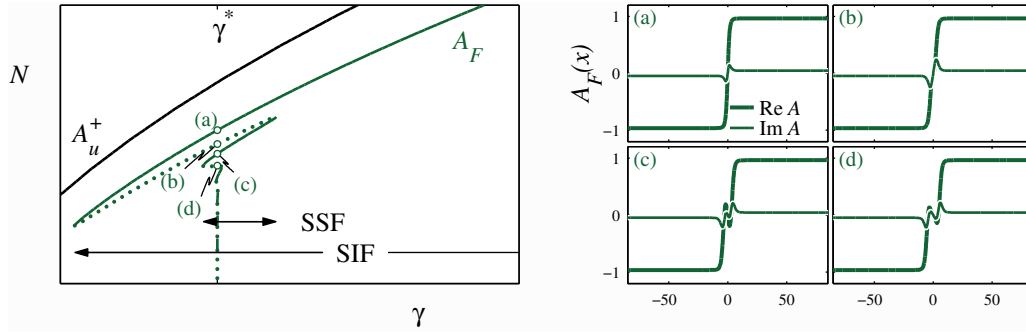 γ*
N
A_F
A_u^+
(a)
(b)
(c)
(d)
SSF
SIF
γ
(a)
(b)
1
0
−1
A_F(x)
Re A
Im A
(c)
(d)
1
0
−1
−50 0 50
−50 0 50